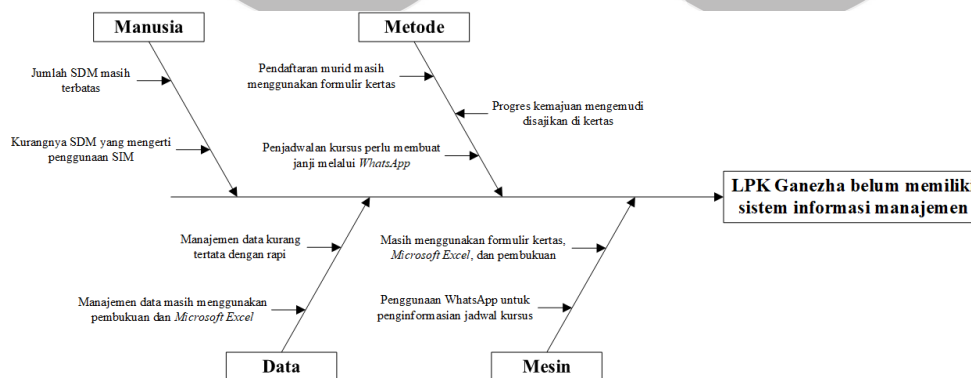 Manusia
Metode
Jumlah SDM masih
terbatas
Kurangnya SDM yang mengerti
penggunaan SIM
Pendaftaran murid masih
menggunakan formulir kertas
Progres kemajuan mengemudi
disajikan di kertas
Penjadwalan kursus perlu membuat
janji melalui WhatsApp
LPK Ganezha belum memiliki
sistem informasi manajemen
Manajemen data kurang
tertata dengan rapi
Manajemen data masih menggunakan
pembukuan dan Microsoft Excel
Masih menggunakan formulir kertas,
Microsoft Excel, dan pembukuan
Penggunaan WhatsApp untuk
penginformasian jadwal kursus
Data
Mesin